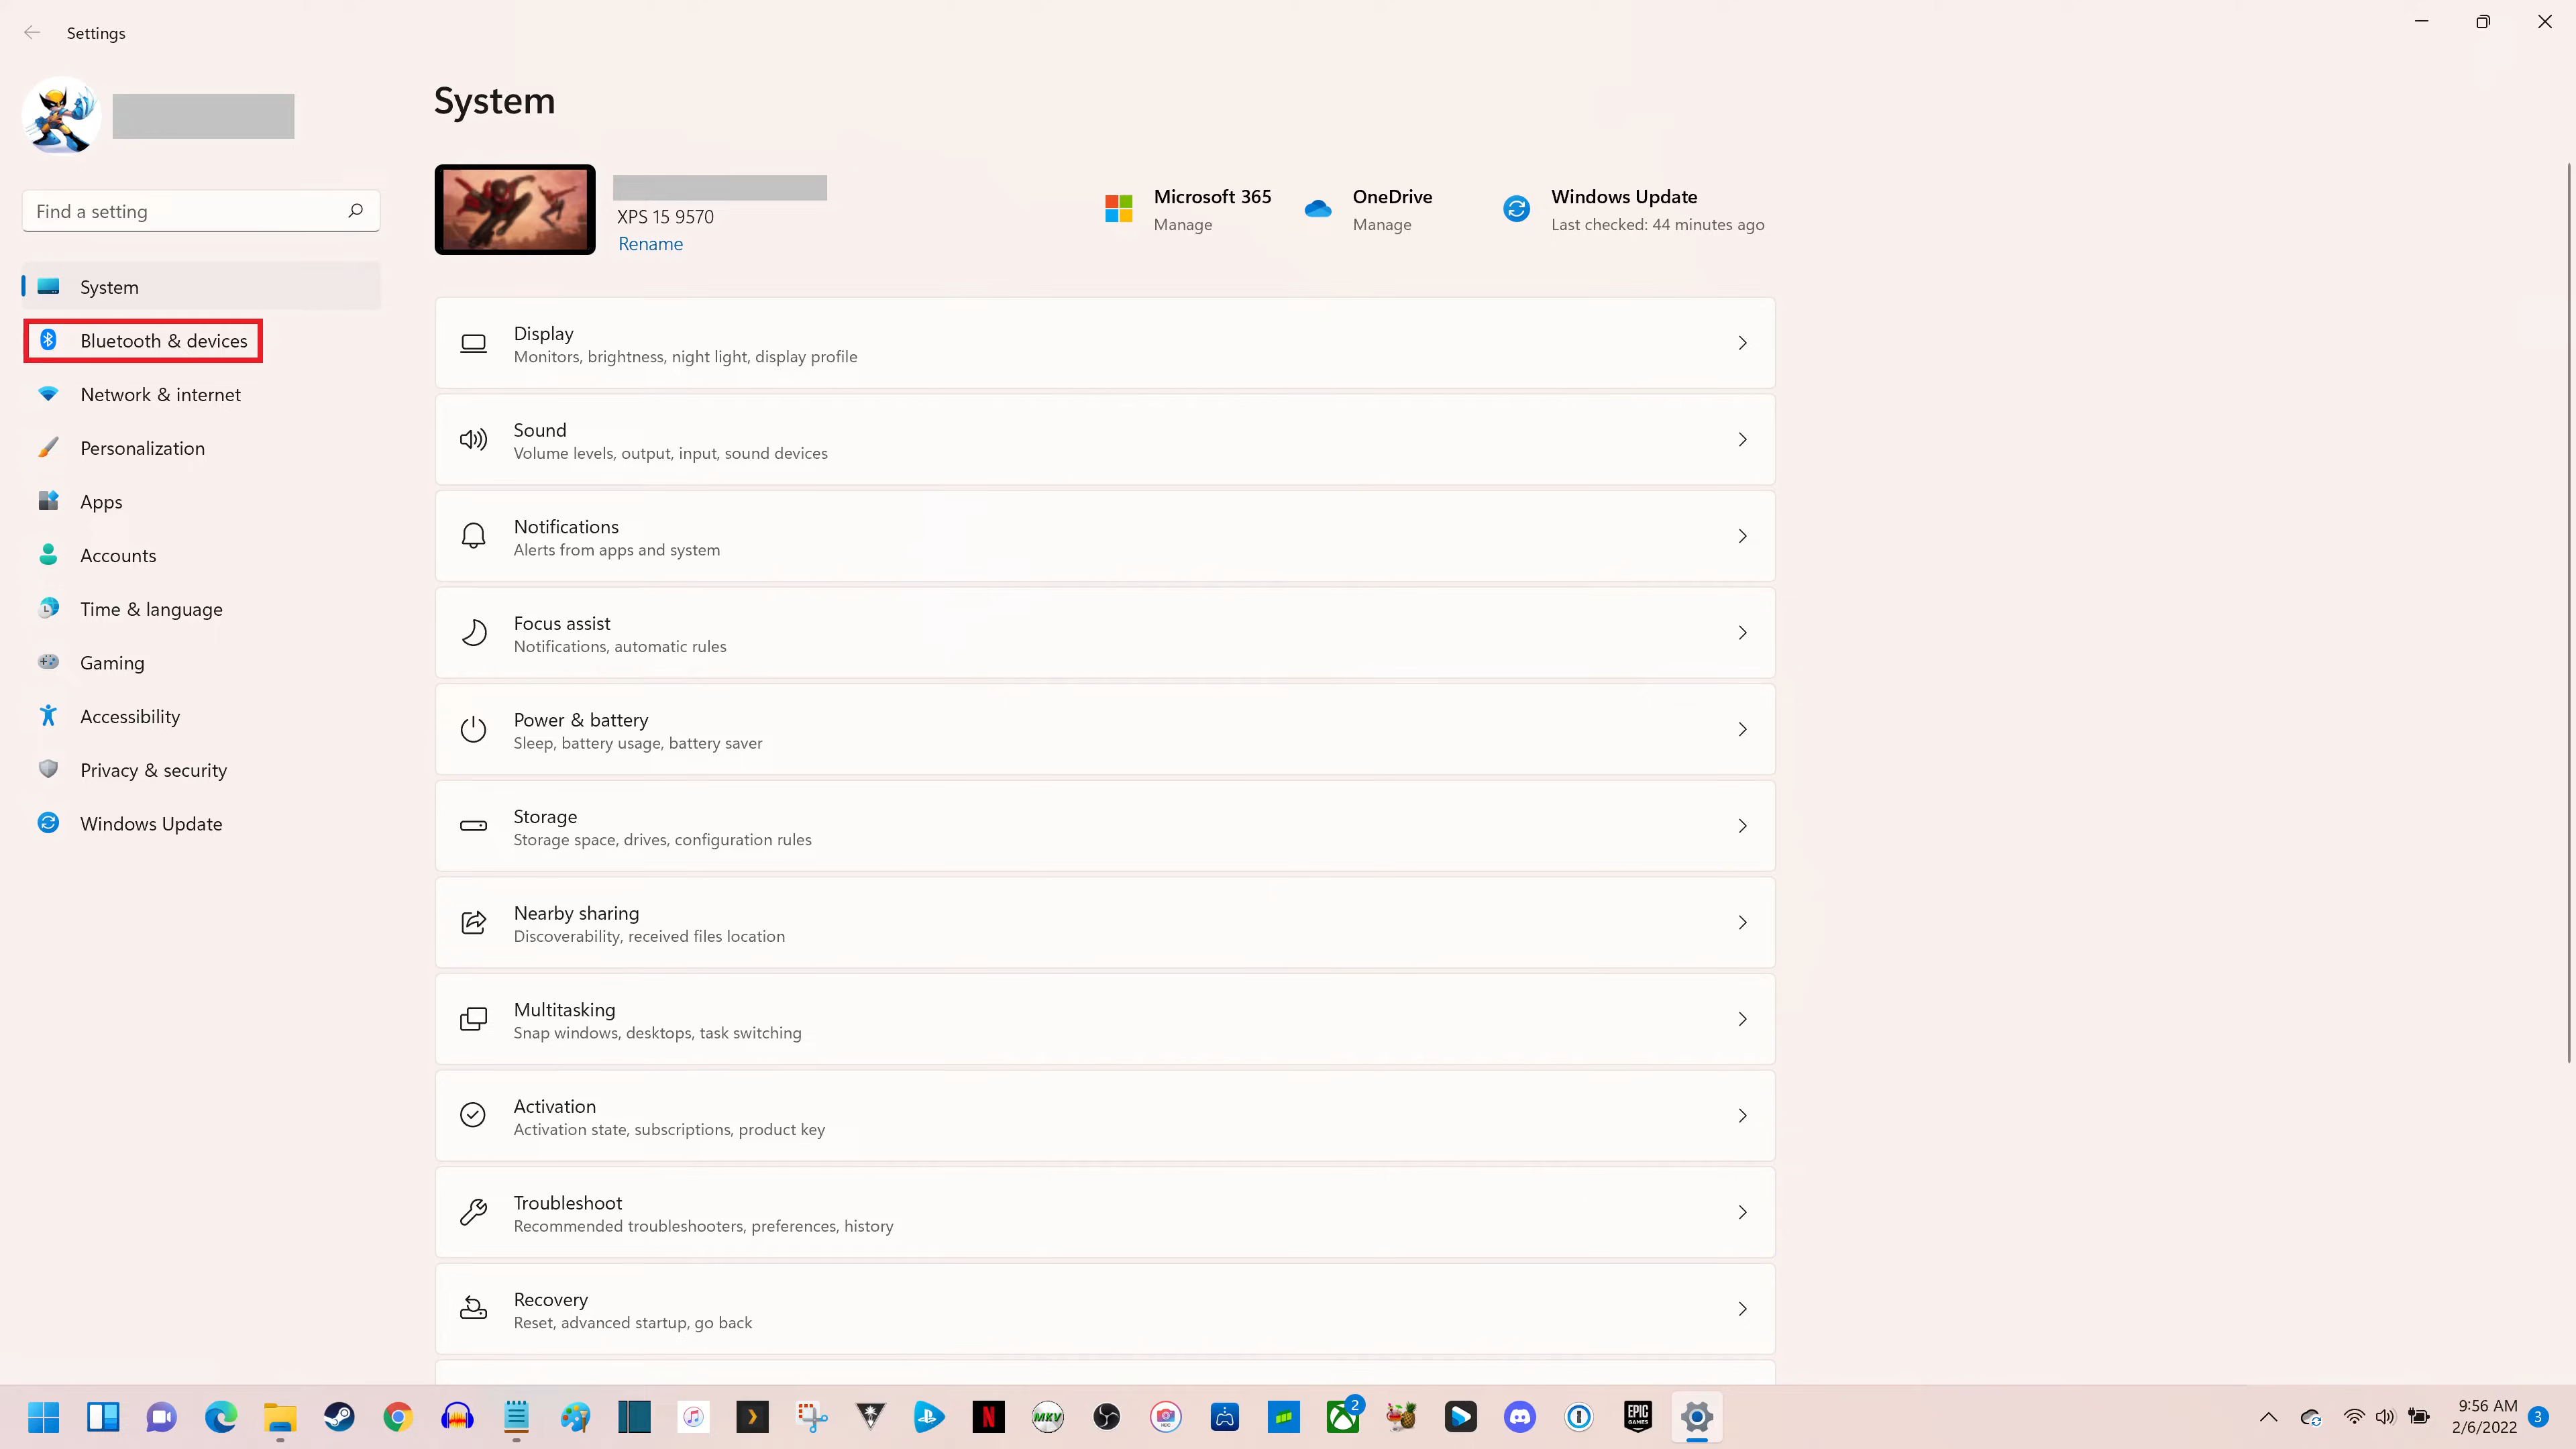 Settings
System
XPS 15 9570
Rename
Microsoft 365
Manage
OneDrive
Manage
Windows Update
Last checked: 44 minutes ago
Find a setting
System
Bluetooth & devices
Network & internet
Personalization
Apps
Accounts
Time & language
Gaming
Accessibility
Privacy & security
Windows Update
Display
Monitors, brightness, night light, display profile
Sound
Volume levels, output, input, sound devices
Notifications
Alerts from apps and system
Focus assist
Notifications, automatic rules
Power & battery
Sleep, battery usage, battery saver
Storage
Storage space, drives, configuration rules
Nearby sharing
Discoverability, received files location
Multitasking
Snap windows, desktops, task switching
Activation
Activation state, subscriptions, product key
Troubleshoot
Recommended troubleshooters, preferences, history
Recovery
Reset, advanced startup, go back
N
MKV
2
EPIC
GAMES
9:56 AM
2/6/2022
3